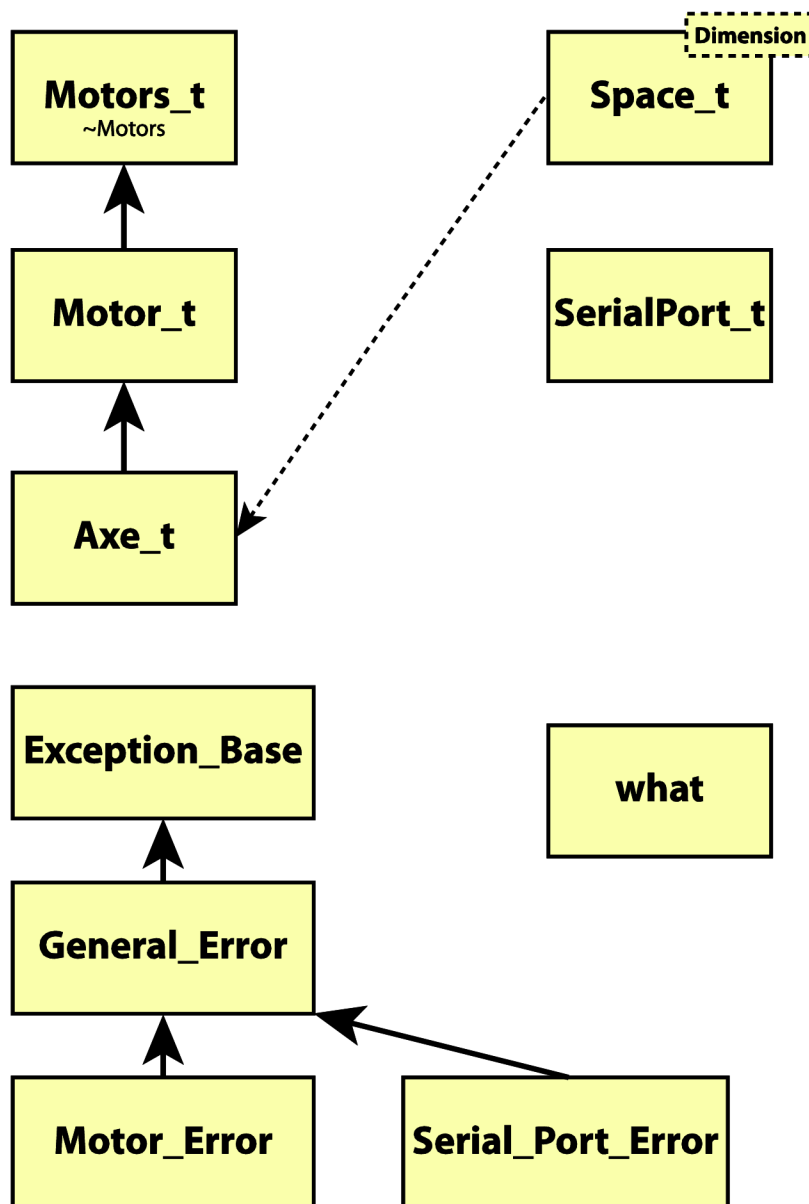 Dimension
Motors_t
~Motors
Space_t
Motor_t
SerialPort_t
Axe_t
Exception_Base
what
General_Error
Motor_Error
Serial_Port_Error